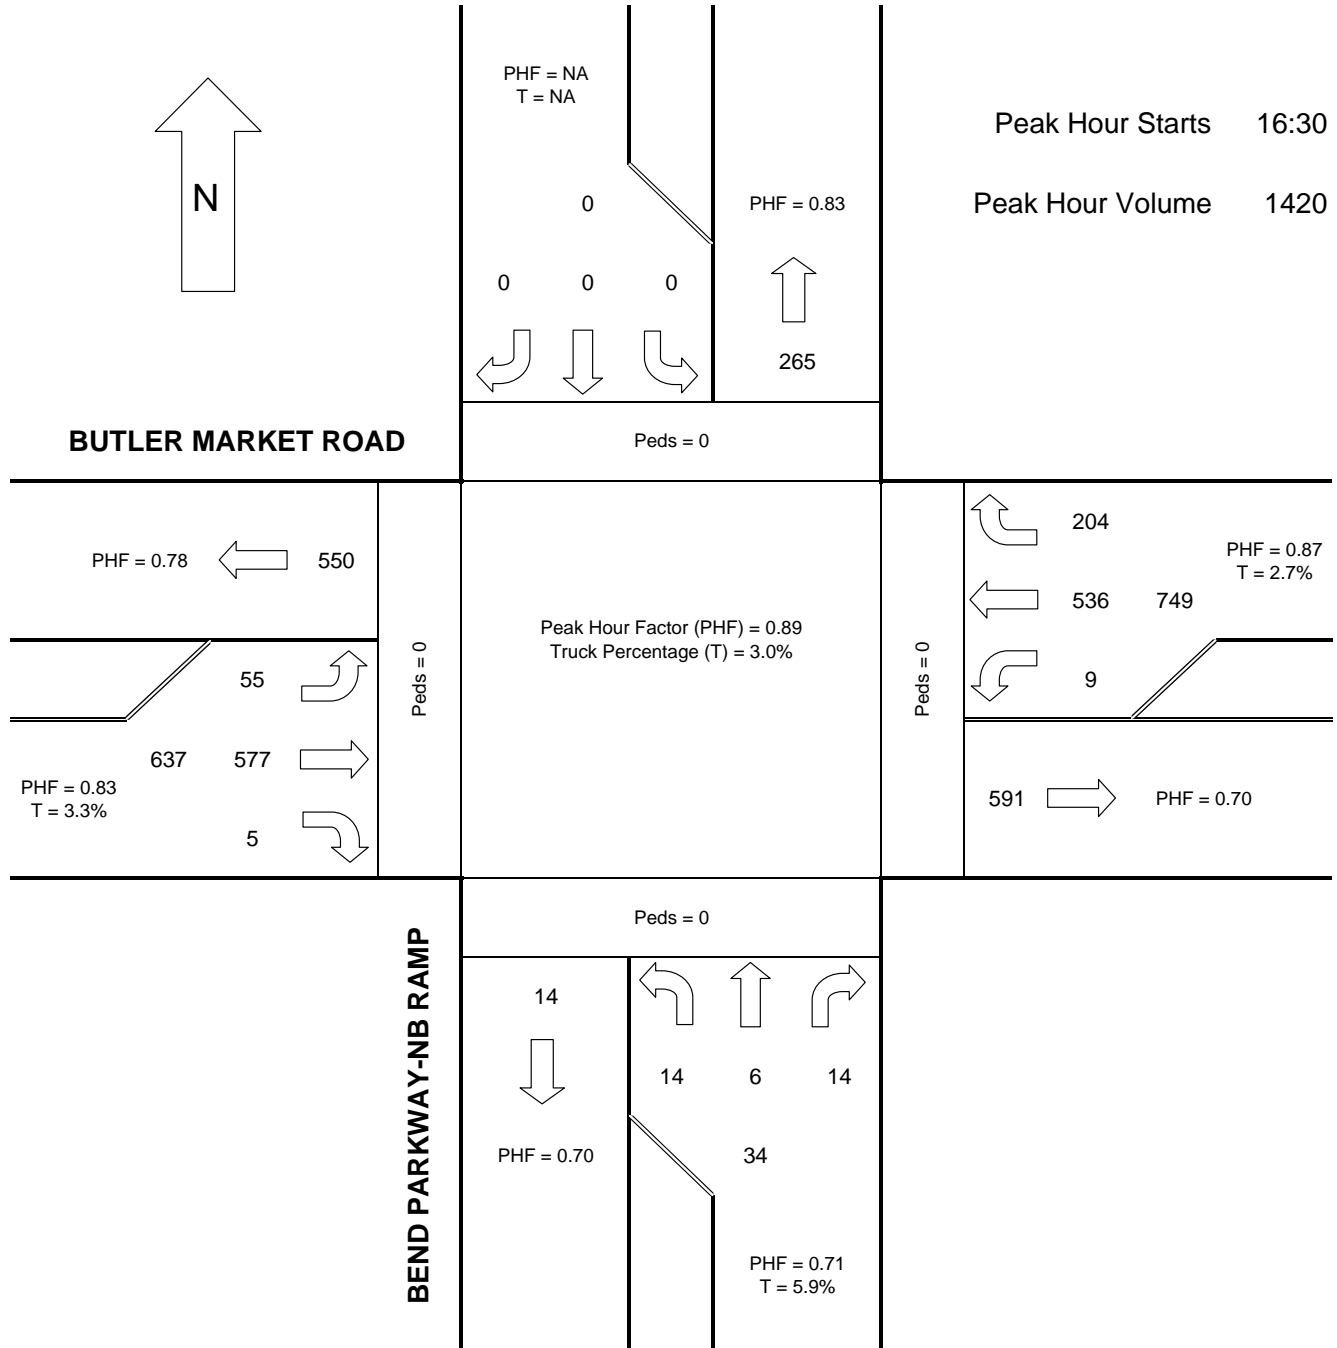 PHF = NA
T = NA
Peak Hour Starts 16:30
N
0
PHF = 0.83
Peak Hour Volume 1420
0 0 0
265
BUTLER MARKET ROAD
Peds = 0
204
PHF = 0.78
550
PHF = 0.87
T = 2.7%
536 749
Peak Hour Factor (PHF) = 0.89
Truck Percentage (T) = 3.0%
Peds = 0
Peds = 0
55
9
637 577
PHF = 0.83
T = 3.3%
591
PHF = 0.70
5
Peds = 0
BEND PARKWAY-NB RAMP
14
14 6 14
PHF = 0.70
34
PHF = 0.71
T = 5.9%